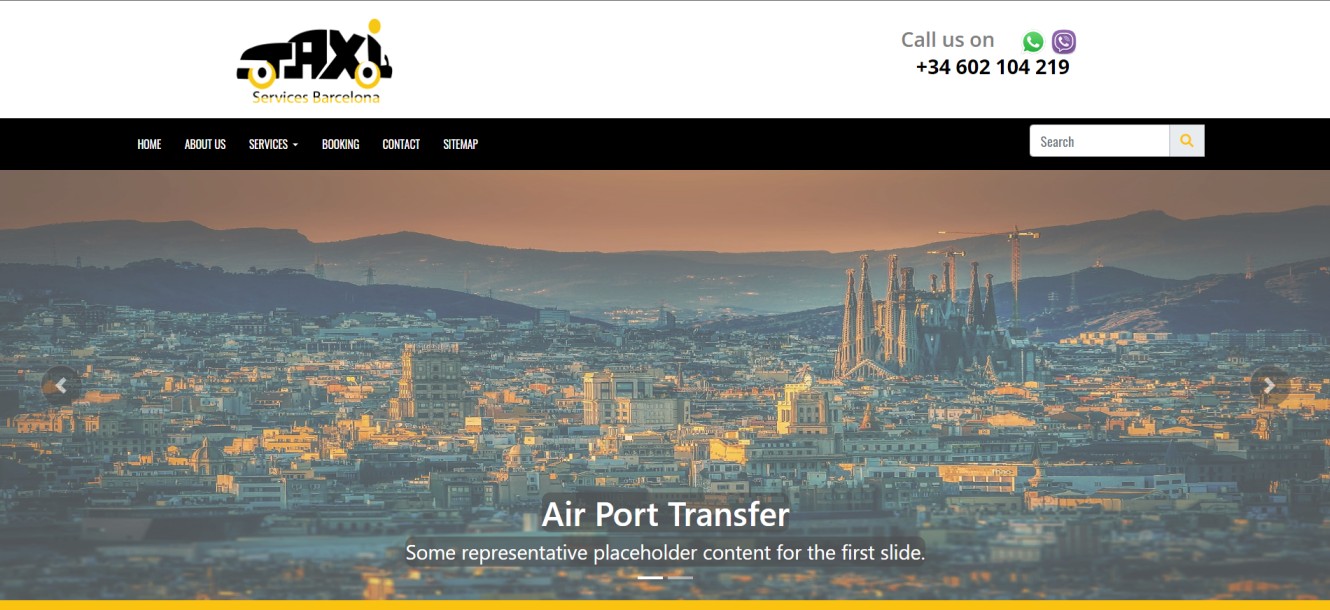 TAXi
Services Barcelona
Call us on
+34 602 104 219
HOME ABOUT US SERVICES BOOKING CONTACT SITEMAP
Search
Air Port Transfer
Some representative placeholder content for the first slide.